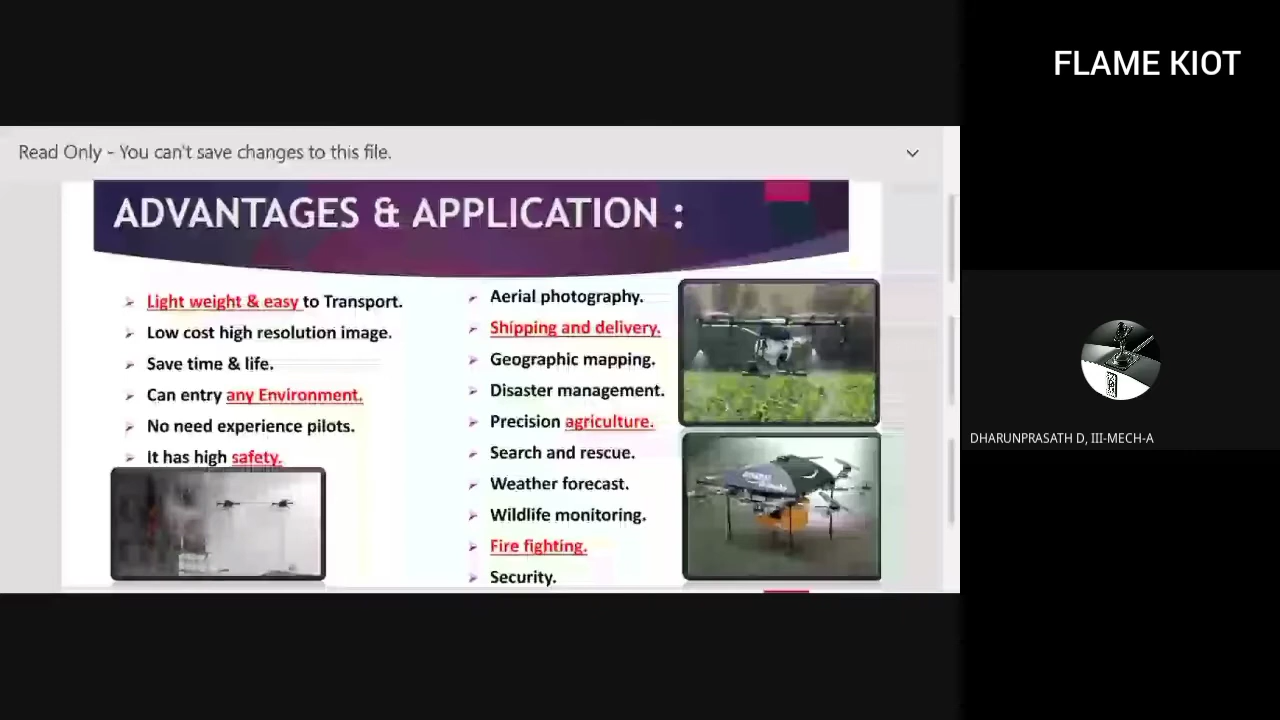 FLAME KIOT
Read Only - You can't save changes to this file.
ADVANTAGES & APPLICATION :
Light weight & easy to Transport.
Low cost high resolution image.
Save time & life.
Can entry any Environment.
No need experience pilots.
It has high safety.
Aerial photography.
Shipping and delivery.
Geographic mapping.
Disaster management.
Precision agriculture.
Search and rescue.
Weather forecast.
Wildlife monitoring.
Fire fighting.
Security.
DHARUNPRASATH D, III-MECH-A